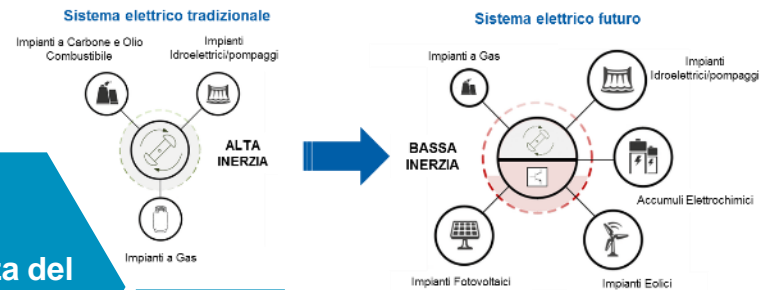 Sistema elettrico tradizionale
Impianti a Carbone e Olio
Combustibile
Impianti
Idroelettrici/pompaggi
ALTA
INERZIA
Impianti a Gas
Sistema elettrico futuro
Impianti a Gas
Impianti
Idroelettrici/pompaggi
BASSA
INERZIA
Accumuli Elettrochimici
Impianti Fotovoltaici
Impianti Eolici
del